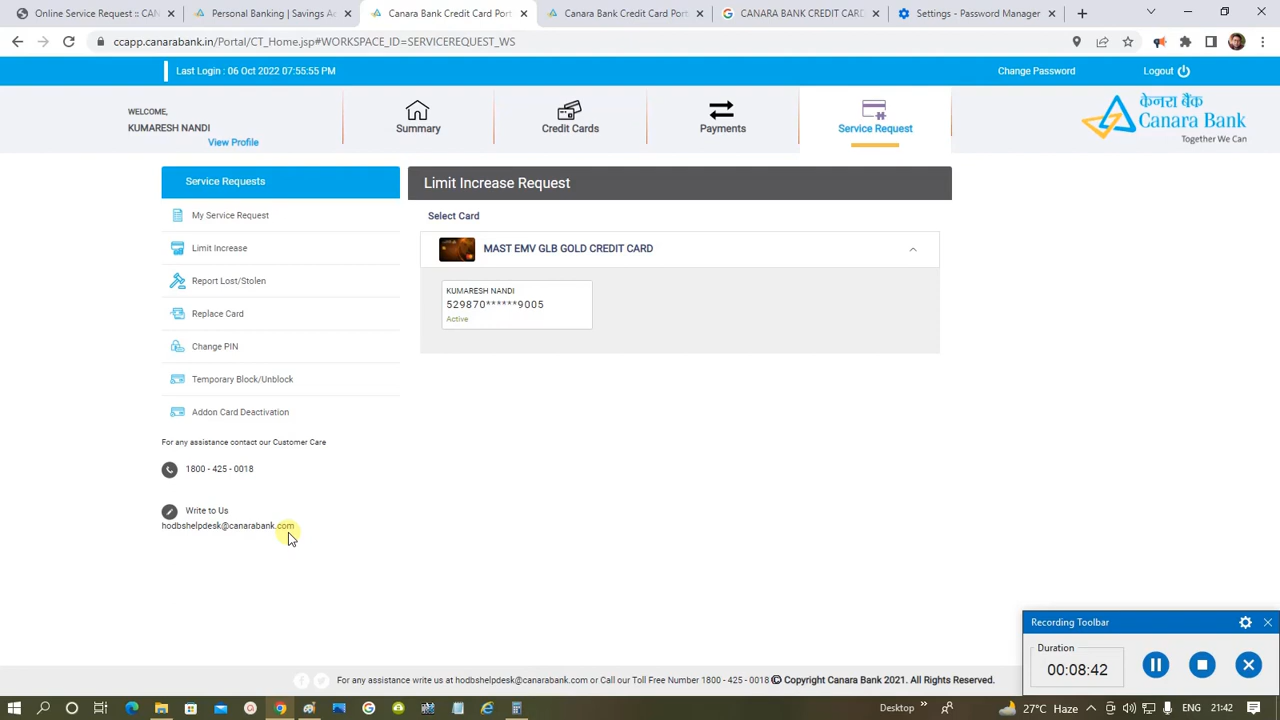 Online Service Request :: CAN
Personal Banking | Savings Ac
Canara Bank Credit Card Port
Canara Bank Credit Card Port
CANARA BANK CREDIT CARD
Settings - Password Manager
ccapp.canarabank.in/Portal/CT_Home.jsp#WORKSPACE_ID=SERVICEREQUEST_WS
Last Login : 06 Oct 2022 07:55:55 PM
Change Password
Logout
WELCOME,
KUMARESH NANDI
View Profile
Summary
Credit Cards
Payments
Service Request
केनरा बैंक
Canara Bank
Together We Can
Service Requests
My Service Request
Limit Increase
Report Lost/Stolen
Replace Card
Change PIN
Temporary Block/Unblock
Addon Card Deactivation
For any assistance contact our Customer Care
1800 - 425 - 0018
Write to Us
hodbshelpdesk@canarabank.com
Limit Increase Request
Select Card
MAST EMV GLB GOLD CREDIT CARD
KUMARESH NANDI
529870******9005
Active
Recording Toolbar
Duration
00:08:42
For any assistance write us at hodbshelpdesk@canarabank.com or Call our Toll Free Number 1800 - 425 - 0018 © Copyright Canara Bank 2021. All Rights Reserved.
Desktop
27°C Haze
ENG
21:42